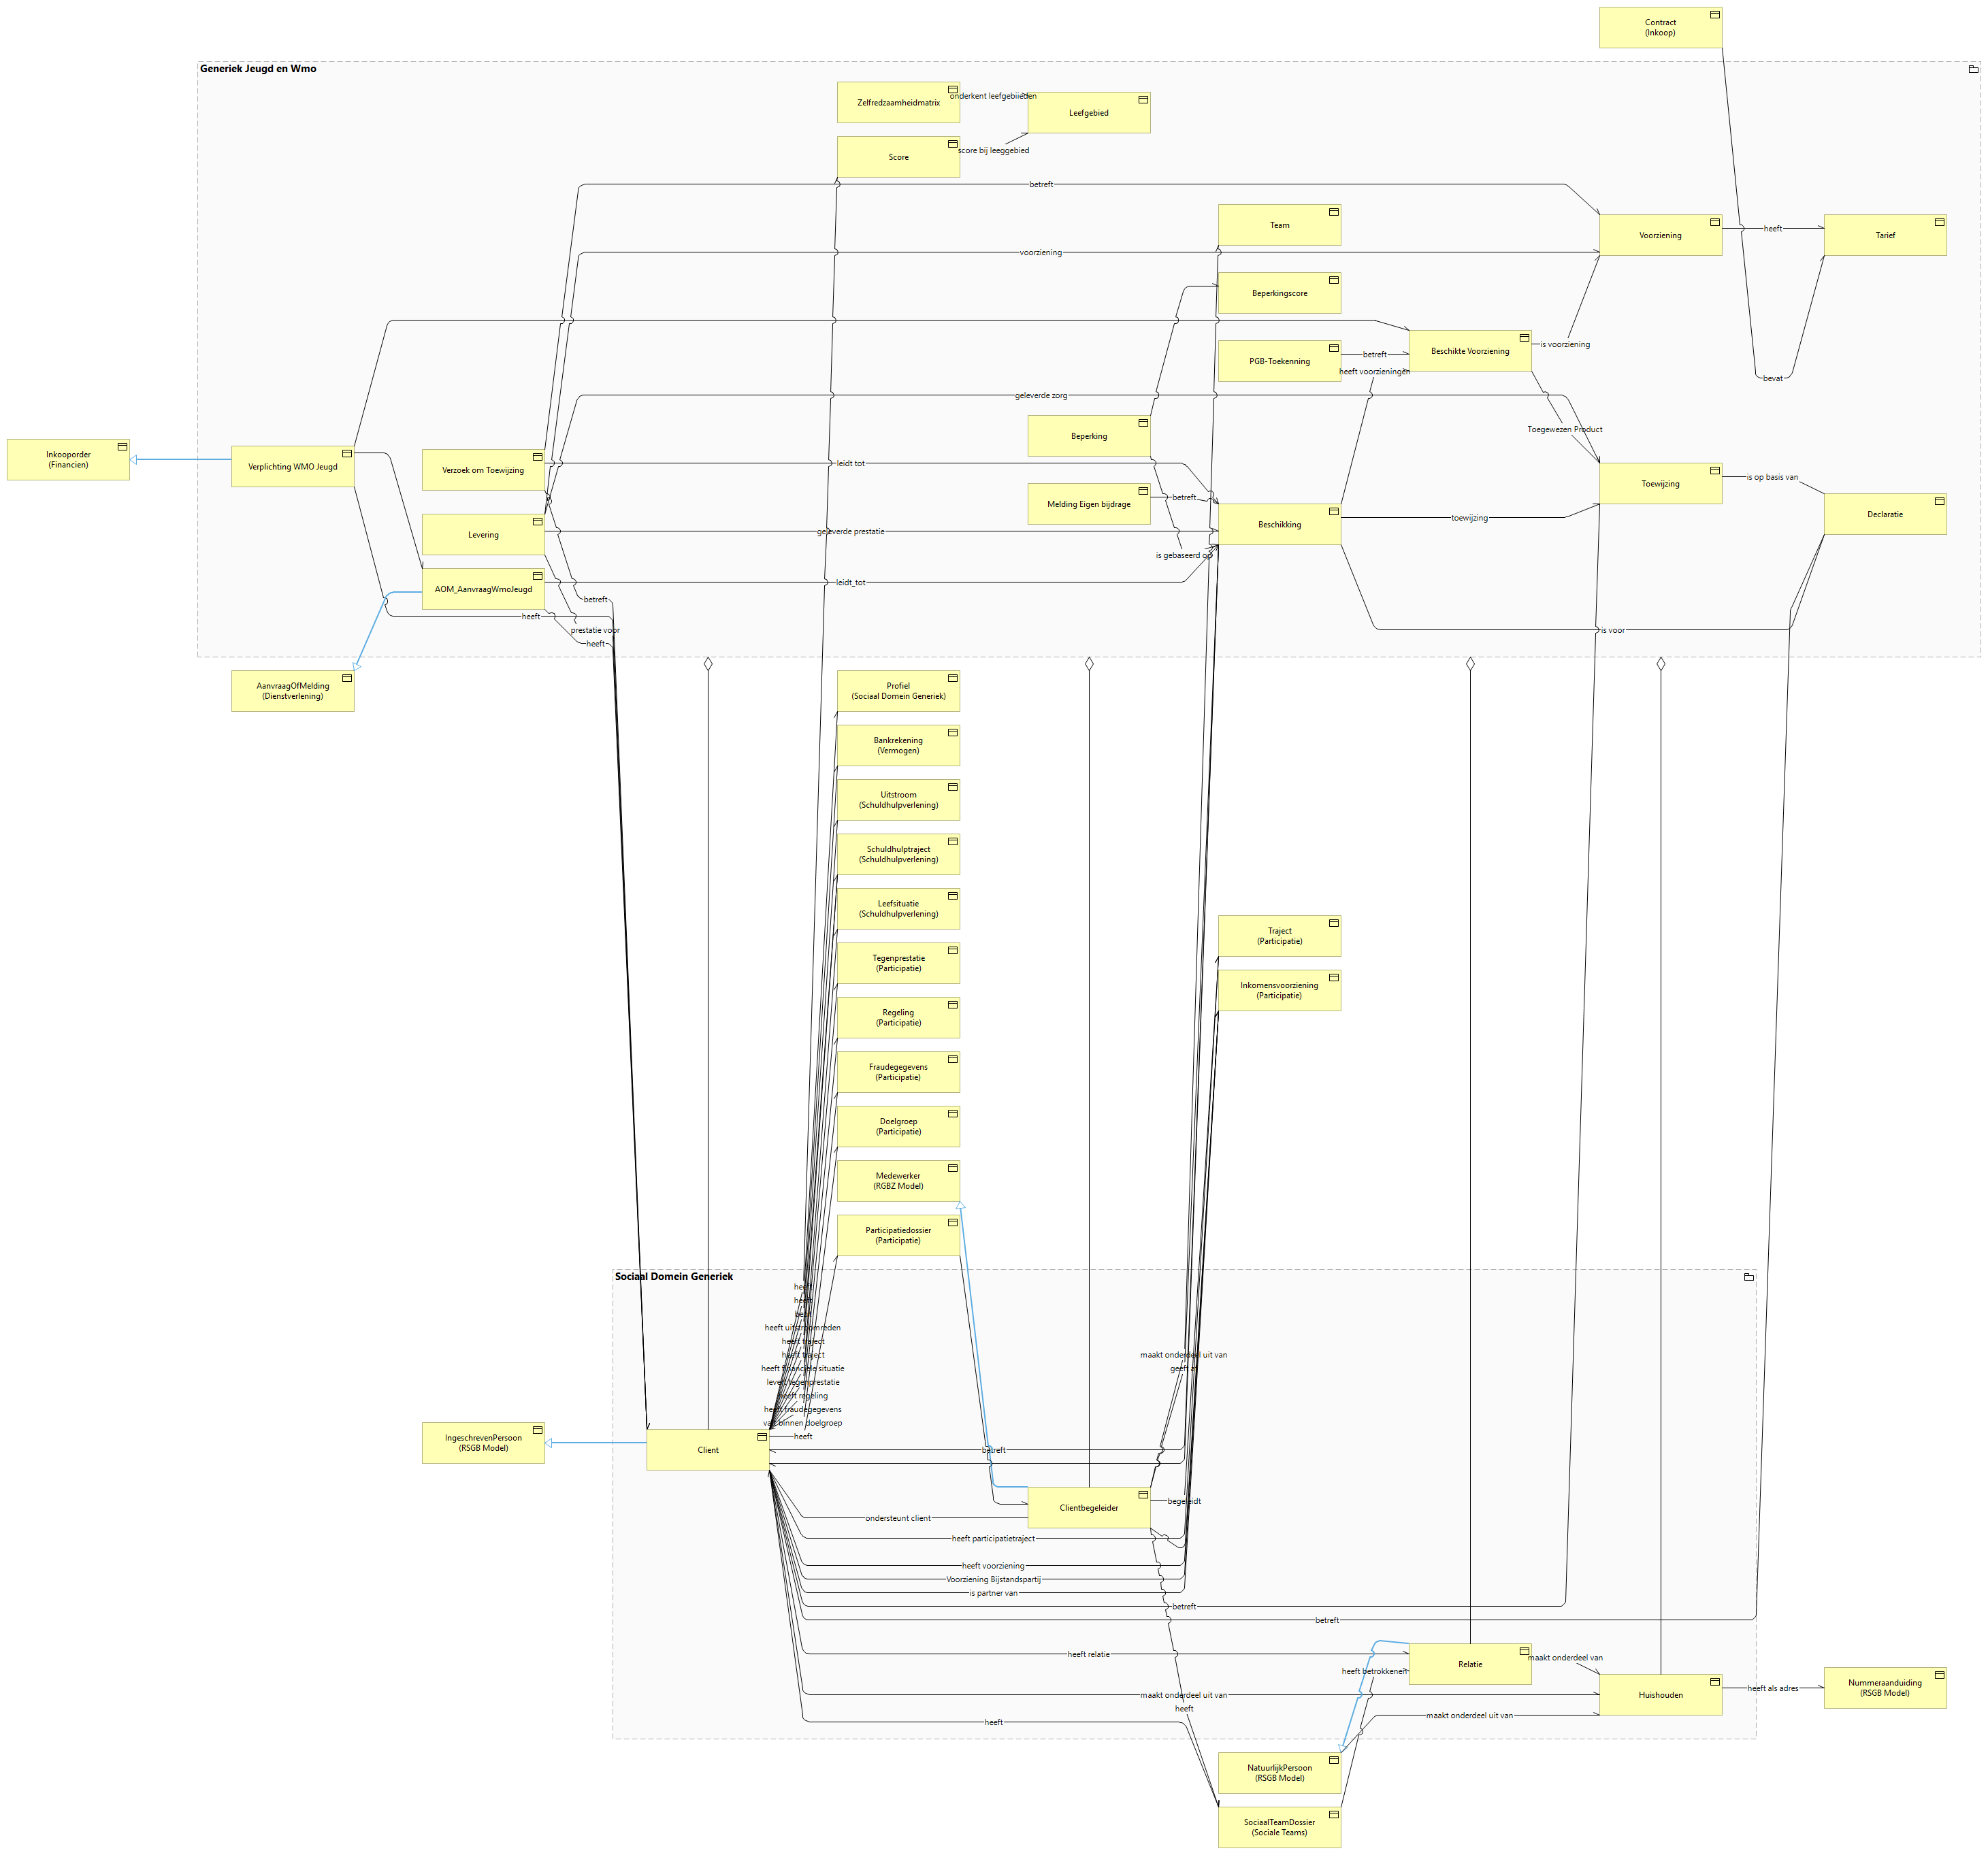 Contract
(Inkoop)
Generiek Jeugd en Wmo
Zelfredzaamheidmatrix
onderkent leefgebiieden
Leefgebied
Score
score bij leeggebied
betreft
Team
Voorziening
heeft
Tarief
voorziening
Beperkingscore
Beschikte Voorziening
is voorziening
PGB-Toekenning
betreft
heeft voorzieningen
bevat
geleverde zorg
Toegewezen Product
Beperking
Inkooporder
(Financien)
Verplichting WMO Jeugd
Verzoek om Toewijzing
leidt tot
Toewijzing
is op basis van
Melding Eigen bijdrage
betreft
Declaratie
Beschikking
toewijzing
Levering
geleverde prestatie
is gebaseerd op
AOM_AanvraagWmoJeugd
leidt_tot
betreft
heeft
prestatie voor
is voor
heeft
AanvraagOfMelding
(Dienstverlening)
Profiel
(Sociaal Domein Generiek)
Bankrekening
(Vermogen)
Uitstroom
(Schuldhulpverlening)
Schuldhulptraject
(Schuldhulpverlening)
Leefsituatie
(Schuldhulpverlening)
Traject
(Participatie)
Tegenprestatie
(Participatie)
Inkomensvoorziening
(Participatie)
Regeling
(Participatie)
Fraudegegevens
(Participatie)
Doelgroep
(Participatie)
Medewerker
(RGBZ Model)
Participatiedossier
(Participatie)
Sociaal Domein Generiek
heeft
heeft
heeft
heeft uitstroomreden
heeft traject
heeft traject
maakt onderdeel uit van
heeft financiele situatie
geeft af
levert tegenprestatie
heeft regeling
heeft fraudegegevens
valt binnen doelgroep
heeft
IngeschrevenPersoon
(RSGB Model)
Client
betreft
begeleidt
Clientbegeleider
ondersteunt client
heeft participatietraject
heeft voorziening
Voorziening Bijstandspartij
is partner van
betreft
betreft
heeft relatie
Relatie
maakt onderdeel van
heeft betrokkenen
Nummeraanduiding
(RSGB Model)
heeft als adres
Huishouden
maakt onderdeel uit van
heeft
maakt onderdeel uit van
heeft
NatuurlijkPersoon
(RSGB Model)
SociaalTeamDossier
(Sociale Teams)